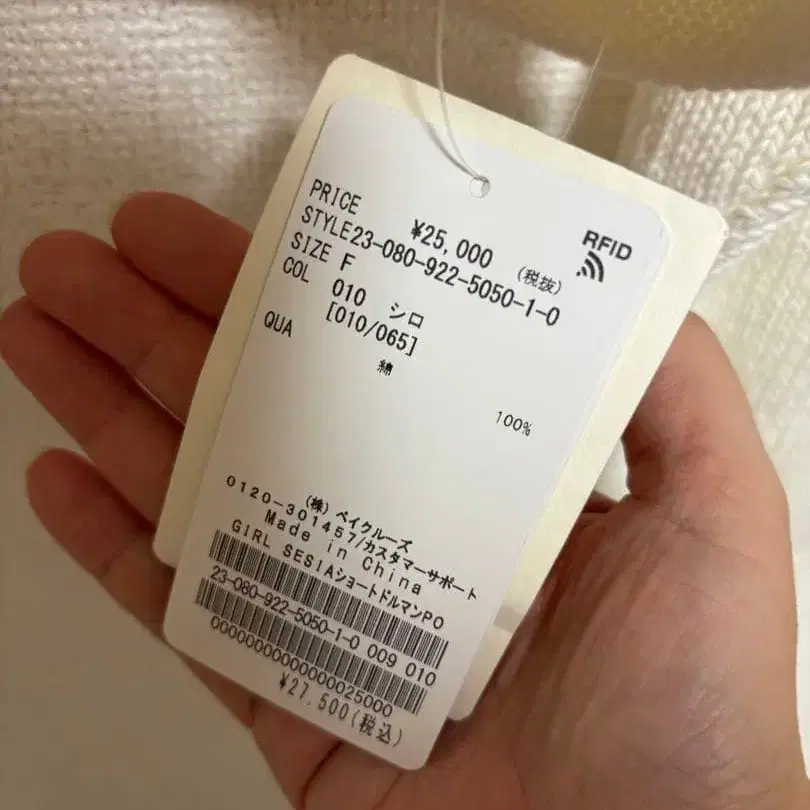 RFID
PRICE ¥25,000 (税抜)
STYLE23-080-922-5050-1-0
SIZE F
COL 010 シロ
[010/065]
QUA
綿 100%
(株) ベイクルーズ
0120-301457/カスタマーサポート
Made in China
GIRL SESIAショートドルマンPO
23-080-922-5050-1-0 009 010
0000000000000025000
¥27,500(税込)